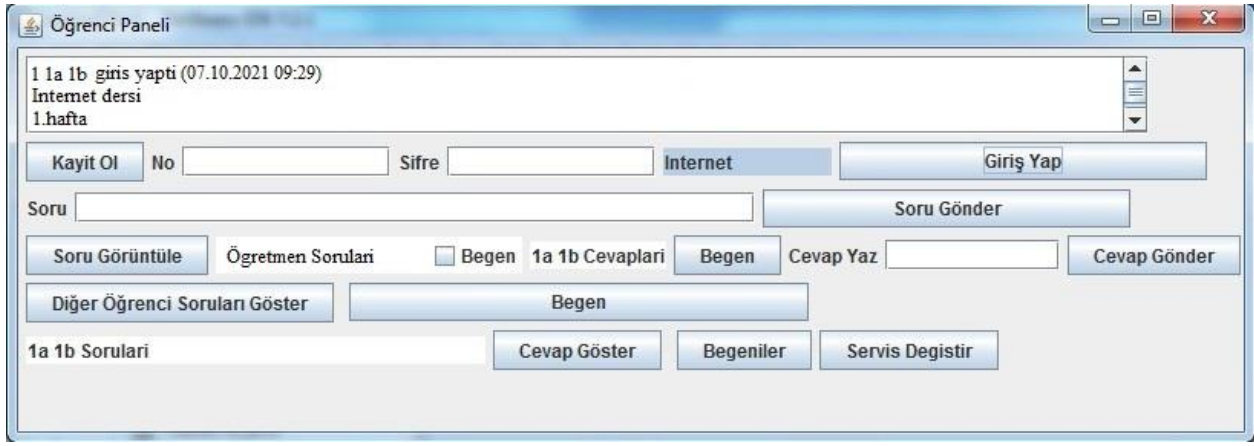 Öğrenci Paneli
1 1a 1b giris yapti (07.10.2021 09:29)
Internet dersi
1.hafta
Kayit Ol No Sifre Internet Giriş Yap
Soru Soru Gönder
Soru Görüntüle Ögretmen Sorulari Begen 1a 1b Cevaplari Begen Cevap Yaz Cevap Gönder
Diğer Öğrenci Soruları Göster Begen
1a 1b Sorulari Cevap Göster Begeniler Servis Degistir